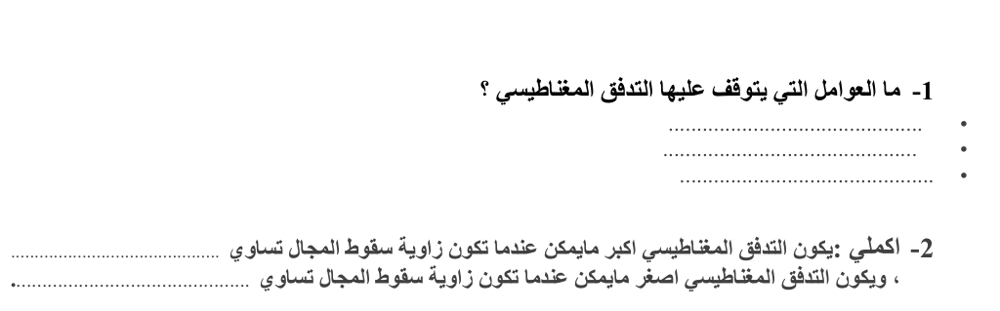 1- ما العوامل التي يتوقف عليها التدفق المغناطيسي ؟
• .............................................
• .............................................
• .............................................
2- اكملي :يكون التدفق المغناطيسي اكبر مايمكن عندما تكون زاوية سقوط المجال تساوي .............................................
، ويكون التدفق المغناطيسي اصغر مايمكن عندما تكون زاوية سقوط المجال تساوي .............................................